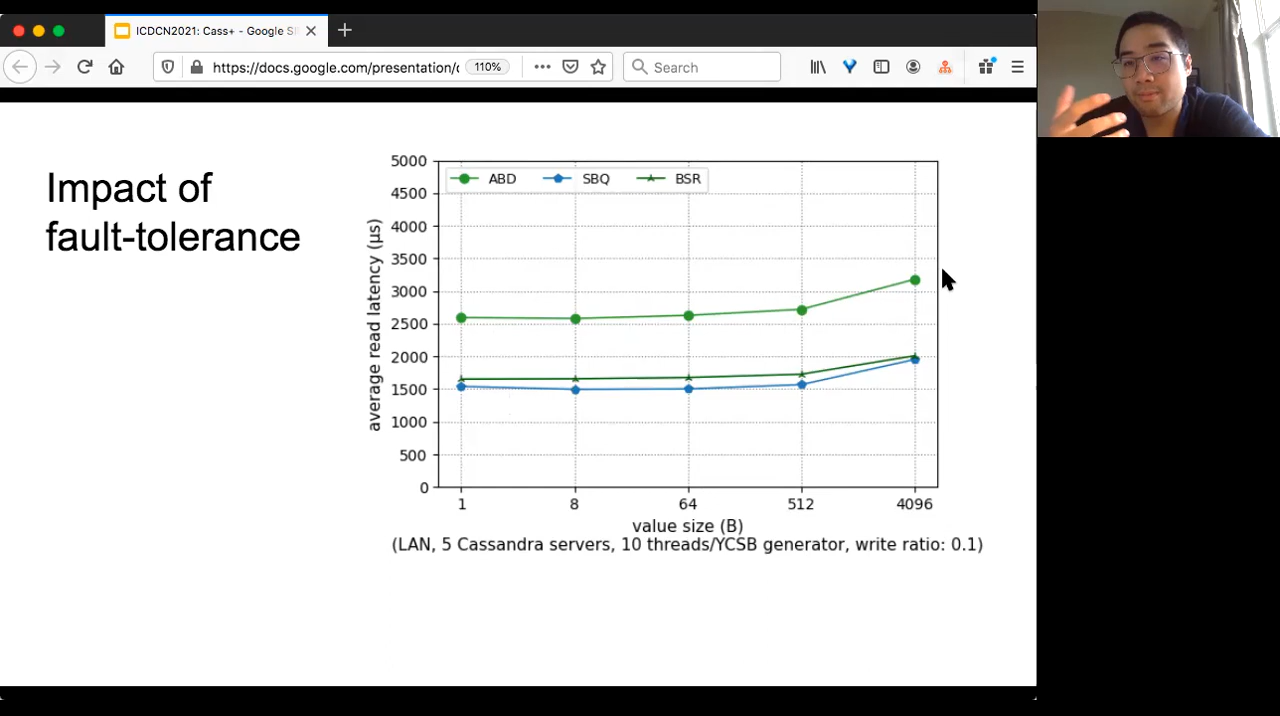 ICDCN2021: Cass+ - Google Sl
https://docs.google.com/presentation/d
110%
Search
Impact of
fault-tolerance
ABD
SBQ
BSR
average read latency (µs)
5000
4500
4000
3500
3000
2500
2000
1500
1000
500
0
1
8
64
512
4096
value size (B)
(LAN, 5 Cassandra servers, 10 threads/YCSB generator, write ratio: 0.1)